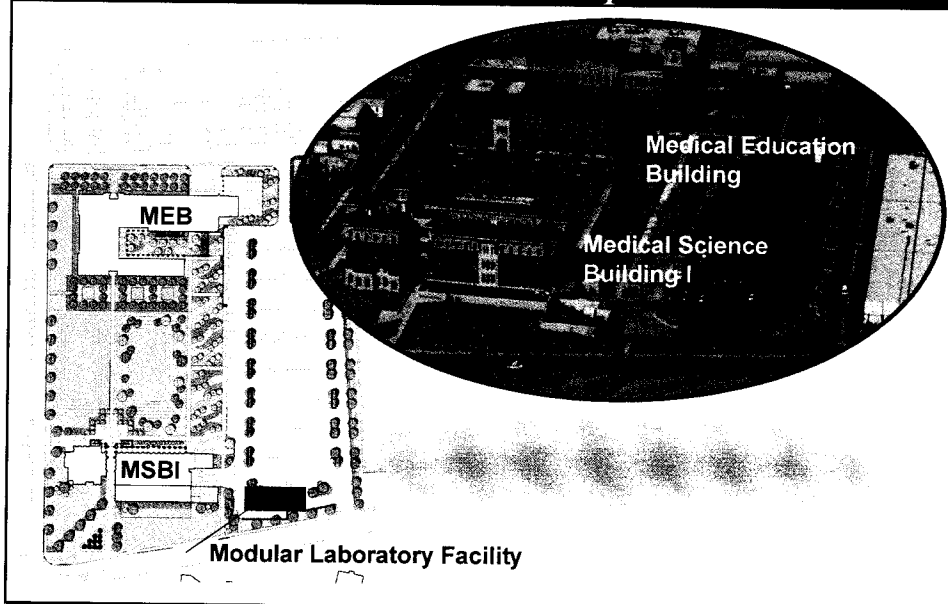 MEB
Medical Education
Building
Medical Science
Building I
MSBI
Modular Laboratory Facility